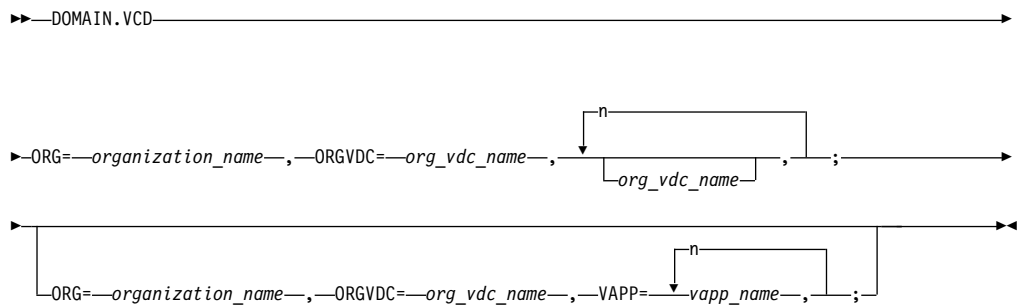 DOMAIN.VCD
n
ORG= organization_name , ORGVDC= org_vdc_name , , ;
org_vdc_name
n
ORG= organization_name , ORGVDC= org_vdc_name , VAPP= vapp_name , ;